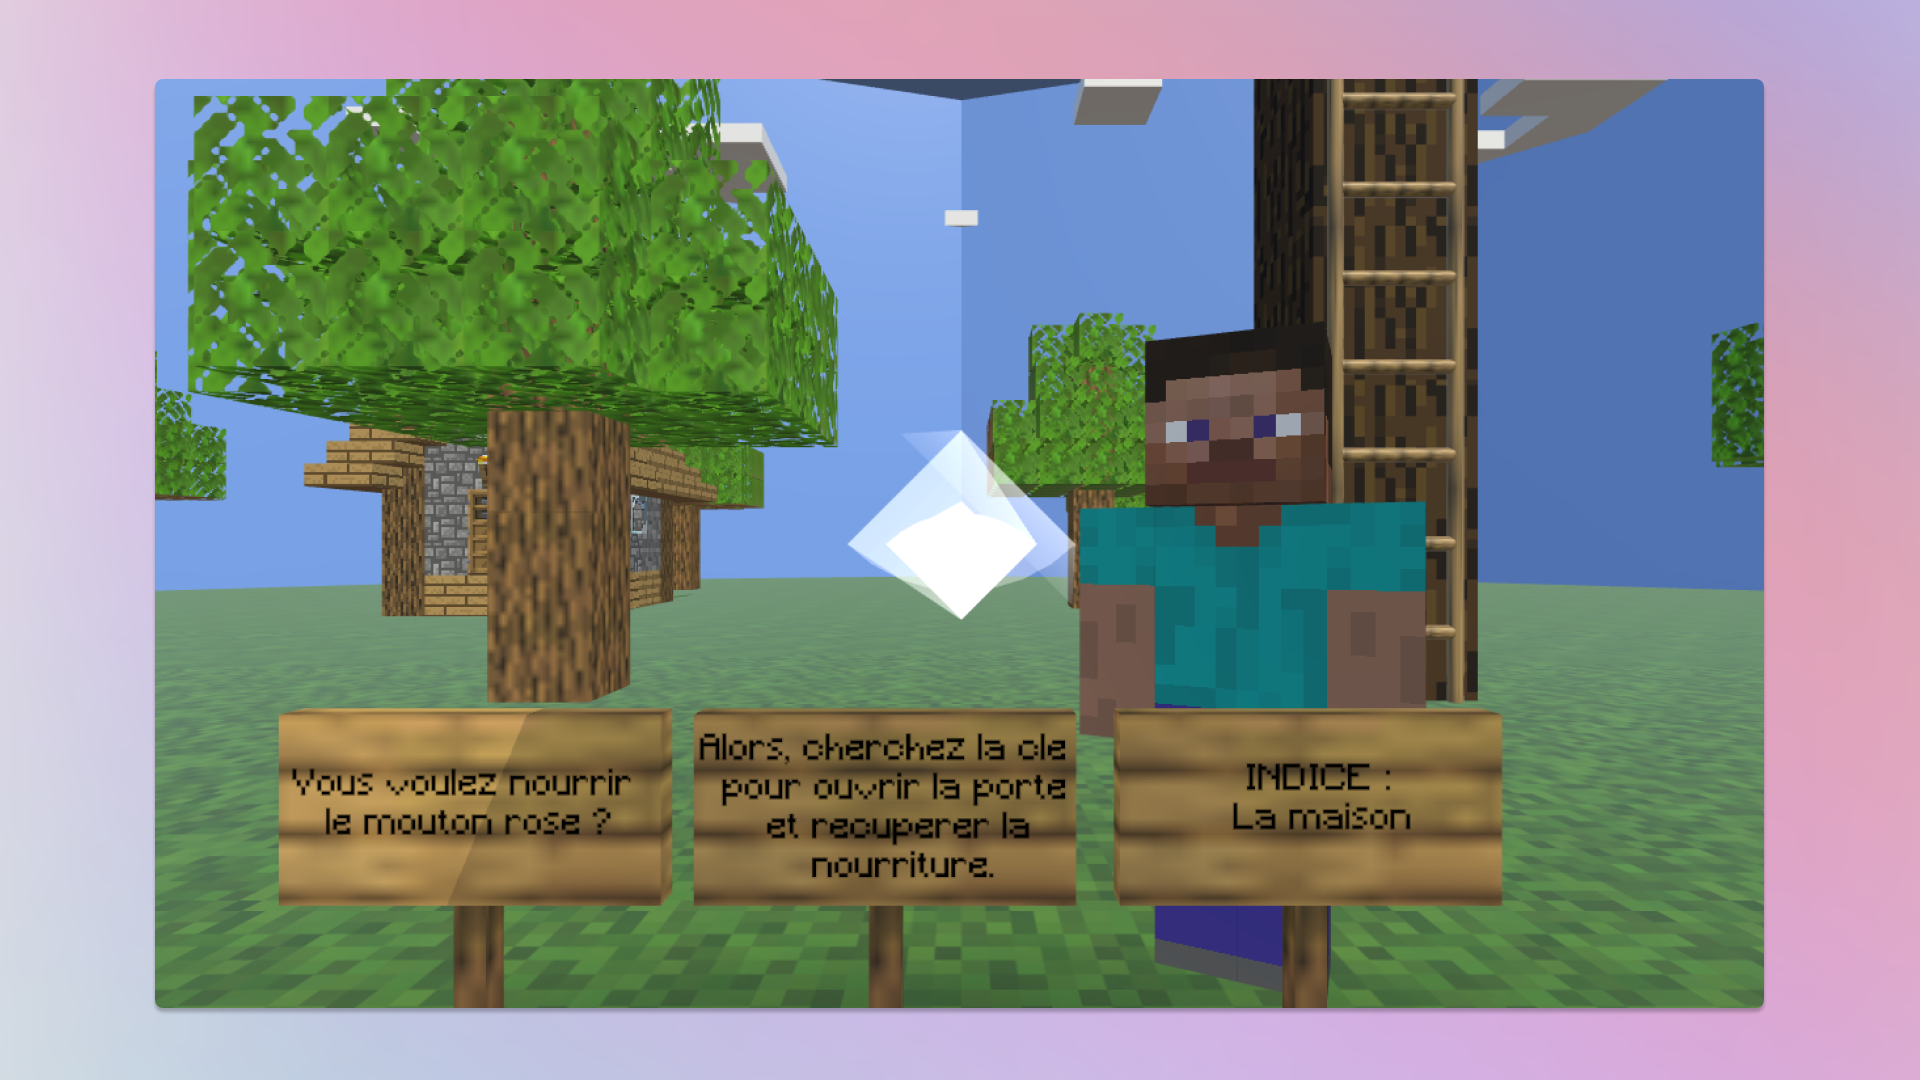 Vous voulez nourrir
le mouton rose ?
Alors, cherchez la cle
pour ouvrir la porte
et recuperer la
nourriture.
INDICE :
La maison